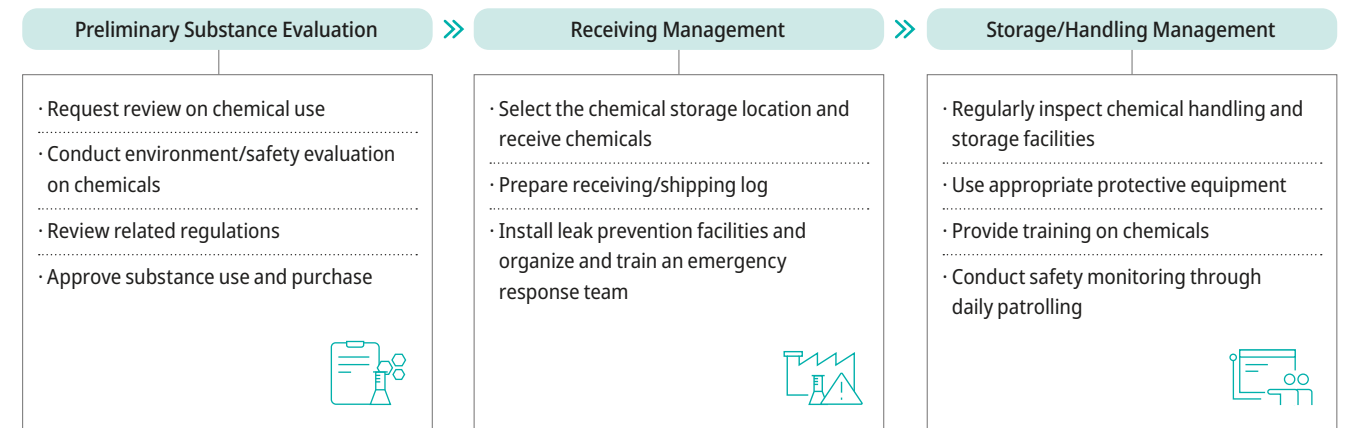 Preliminary Substance Evaluation
· Request review on chemical use
· Conduct environment/safety evaluation
on chemicals
· Review related regulations
· Approve substance use and purchase
Receiving Management
· Select the chemical storage location and
receive chemicals
· Prepare receiving/shipping log
· Install leak prevention facilities and
organize and train an emergency
response team
Storage/Handling Management
· Regularly inspect chemical handling and
storage facilities
· Use appropriate protective equipment
· Provide training on chemicals
· Conduct safety monitoring through
daily patrolling